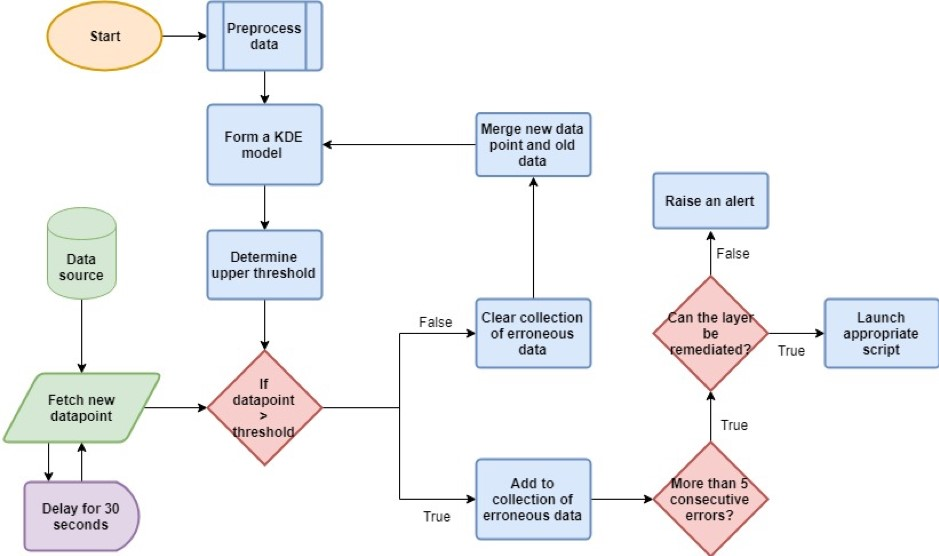 Start
Preprocess
data
Form a KDE
model
Merge new data
point and old
data
Raise an alert
Data
source
Determine
upper threshold
False
False
Clear collection
of erroneous
data
Can the layer
be
remediated?
True
Launch
appropriate
script
Fetch new
datapoint
If
datapoint
>
threshold
True
Delay for 30
seconds
True
Add to
collection of
erroneous data
More than 5
consecutive
errors?